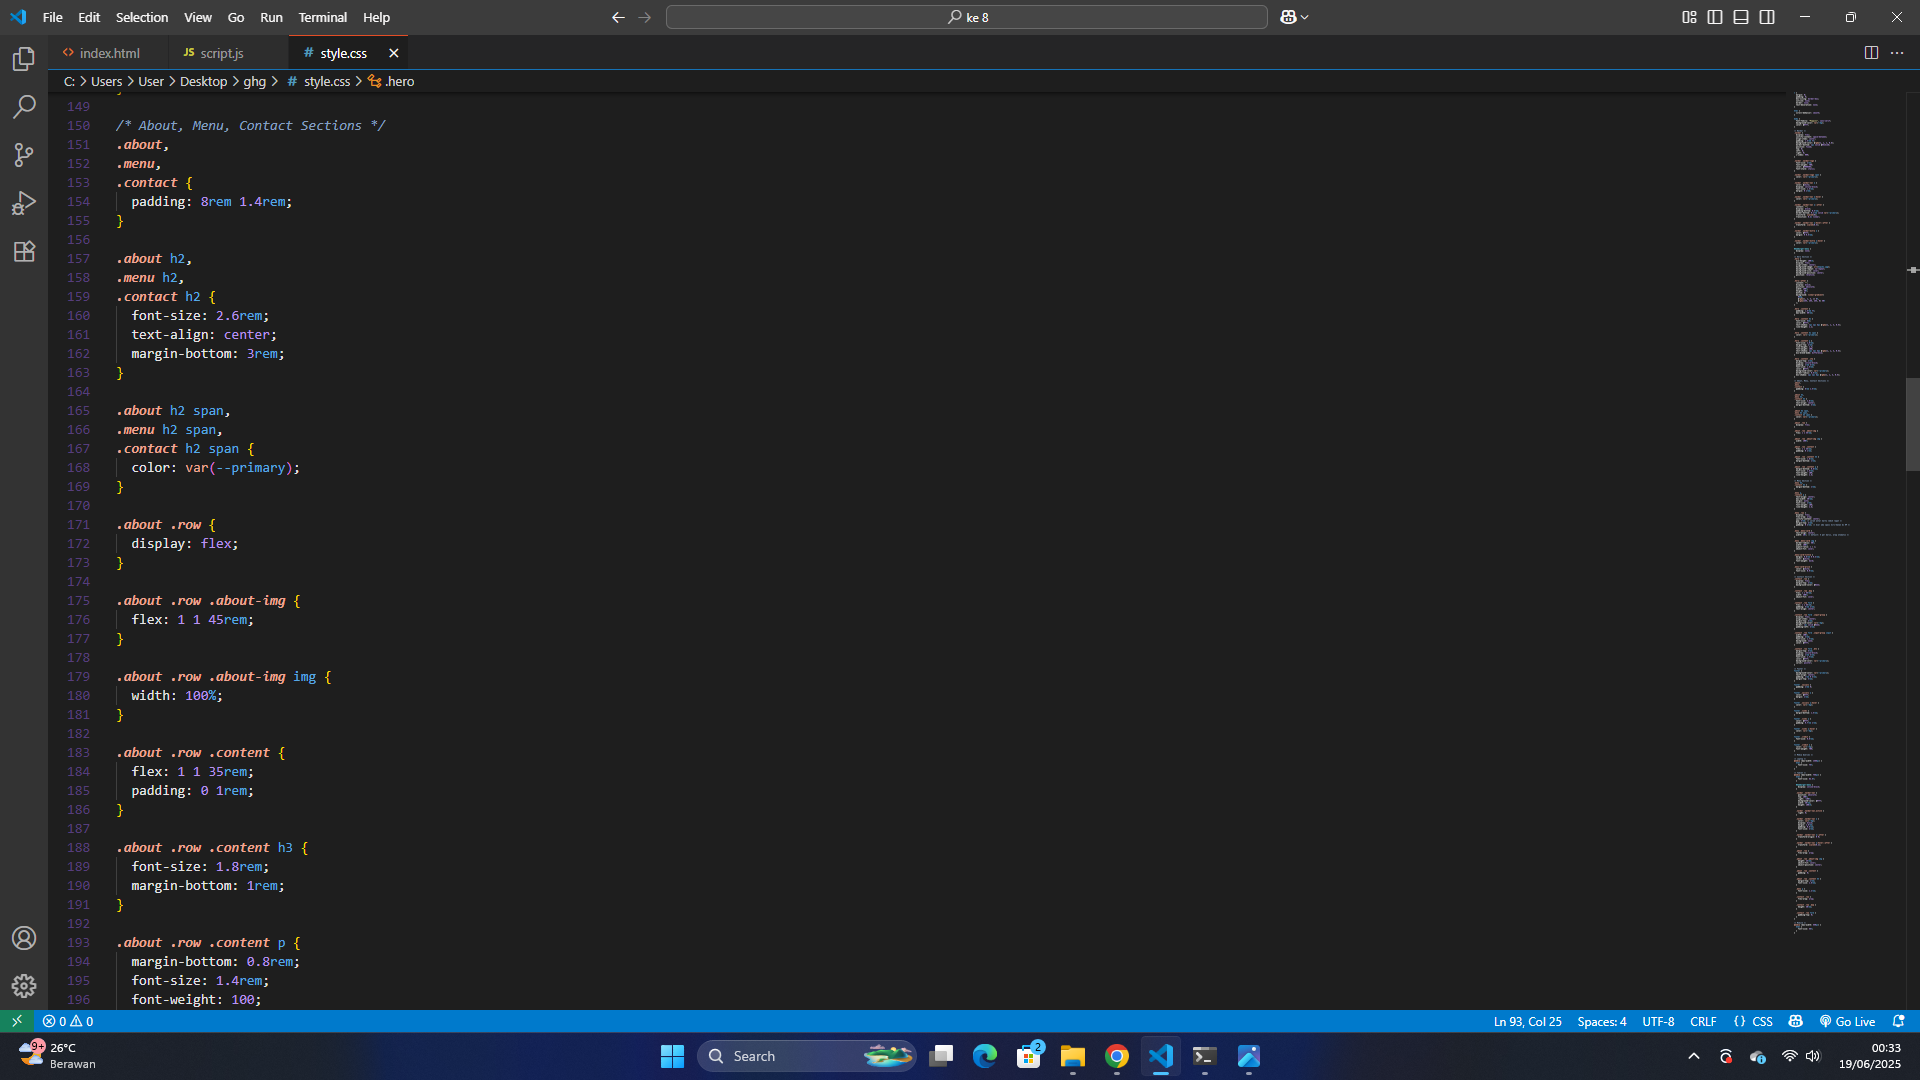 File Edit Selection View Go Run Terminal Help
ke 8
index.html
JS script.js
# style.css
C: > Users > User > Desktop > ghg > # style.css > .hero
149
150 /* About, Menu, Contact Sections */
151 .about,
152 .menu,
153 .contact {
154 padding: 8rem 1.4rem;
155 }
156
157 .about h2,
158 .menu h2,
159 .contact h2 {
160 font-size: 2.6rem;
161 text-align: center;
162 margin-bottom: 3rem;
163 }
164
165 .about h2 span,
166 .menu h2 span,
167 .contact h2 span {
168 color: var(--primary);
169 }
170
171 .about .row {
172 display: flex;
173 }
174
175 .about .row .about-img {
176 flex: 1 1 45rem;
177 }
178
179 .about .row .about-img img {
180 width: 100%;
181 }
182
183 .about .row .content {
184 flex: 1 1 35rem;
185 padding: 0 1rem;
186 }
187
188 .about .row .content h3 {
189 font-size: 1.8rem;
190 margin-bottom: 1rem;
191 }
192
193 .about .row .content p {
194 margin-bottom: 0.8rem;
195 font-size: 1.4rem;
196 font-weight: 100;
0 0
Ln 93, Col 25 Spaces: 4 UTF-8 CRLF {} CSS Go Live
9+
26°C
Berawan
Search
2
00:33
19/06/2025